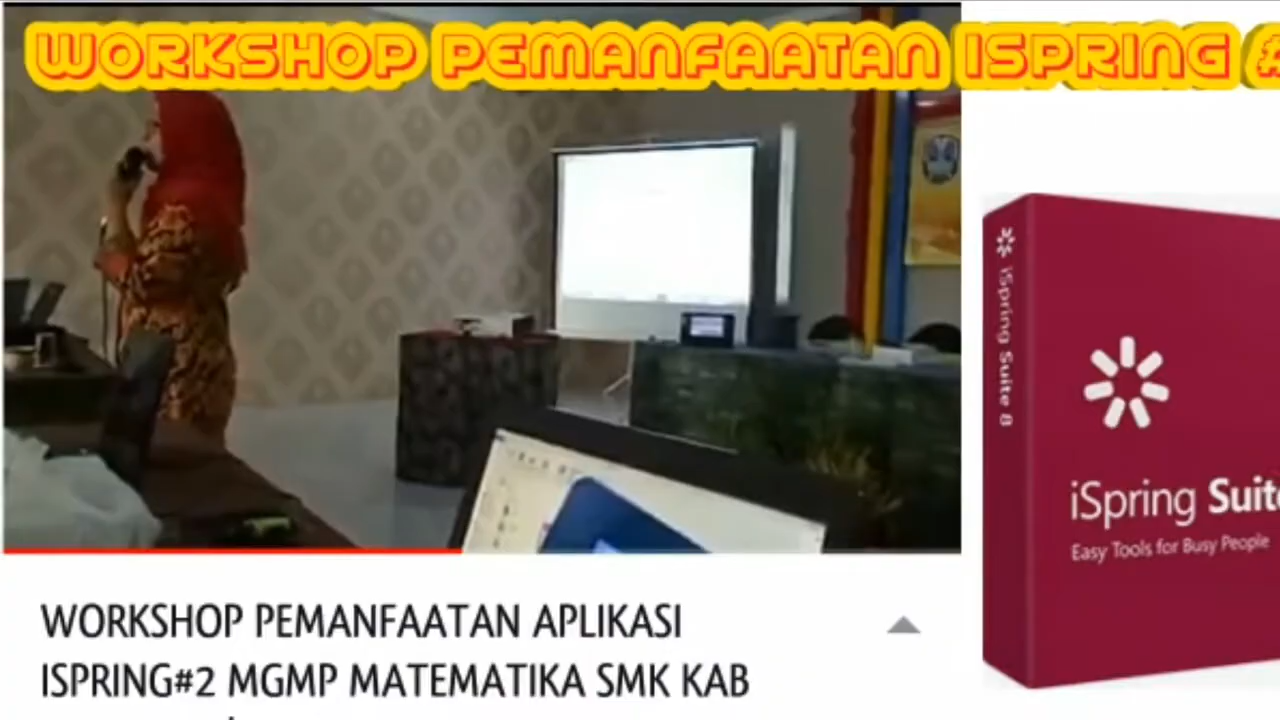 WORKSHOP PEMANFAATAN ISPRING #
iSpring Suite 8
iSpring Suite
Easy Tools for Busy People
WORKSHOP PEMANFAATAN APLIKASI
ISPRING#2 MGMP MATEMATIKA SMK KAB